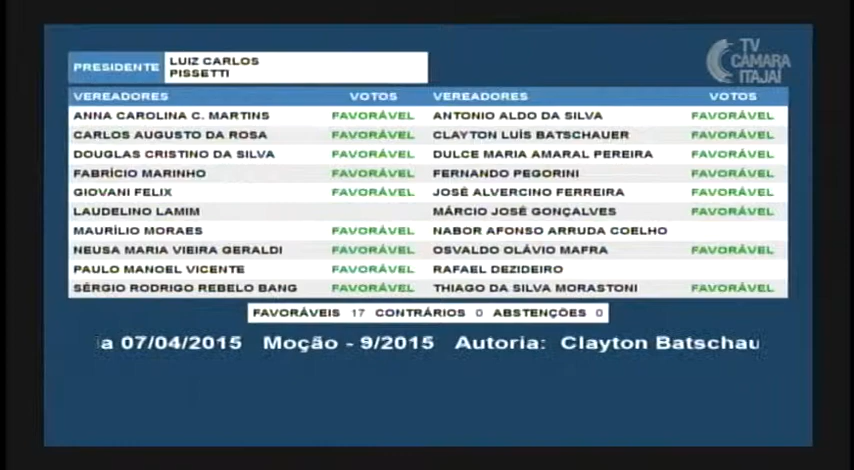 TV
CÂMARA
ITAJAÍ
PRESIDENTE LUIZ CARLOS
PISSETTI
VEREADORES VOTOS VEREADORES VOTOS
ANNA CAROLINA C. MARTINS FAVORÁVEL ANTONIO ALDO DA SILVA FAVORÁVEL
CARLOS AUGUSTO DA ROSA FAVORÁVEL CLAYTON LUÍS BATSCHAUER FAVORÁVEL
DOUGLAS CRISTINO DA SILVA FAVORÁVEL DULCE MARIA AMARAL PEREIRA FAVORÁVEL
FABRÍCIO MARINHO FAVORÁVEL FERNANDO PEGORINI FAVORÁVEL
GIOVANI FELIX FAVORÁVEL JOSÉ ALVERCINO FERREIRA FAVORÁVEL
LAUDELINO LAMIM MÁRCIO JOSÉ GONÇALVES FAVORÁVEL
MAURÍLIO MORAES FAVORÁVEL NABOR AFONSO ARRUDA COELHO
NEUSA MARIA VIEIRA GERALDI FAVORÁVEL OSVALDO OLÁVIO MAFRA FAVORÁVEL
PAULO MANOEL VICENTE FAVORÁVEL RAFAEL DEZIDEIRO
SÉRGIO RODRIGO REBELO BANG FAVORÁVEL THIAGO DA SILVA MORASTONI FAVORÁVEL
FAVORÁVEIS 17 CONTRÁRIOS 0 ABSTENÇÕES 0
a 07/04/2015 Moção - 9/2015 Autoria: Clayton Batschau